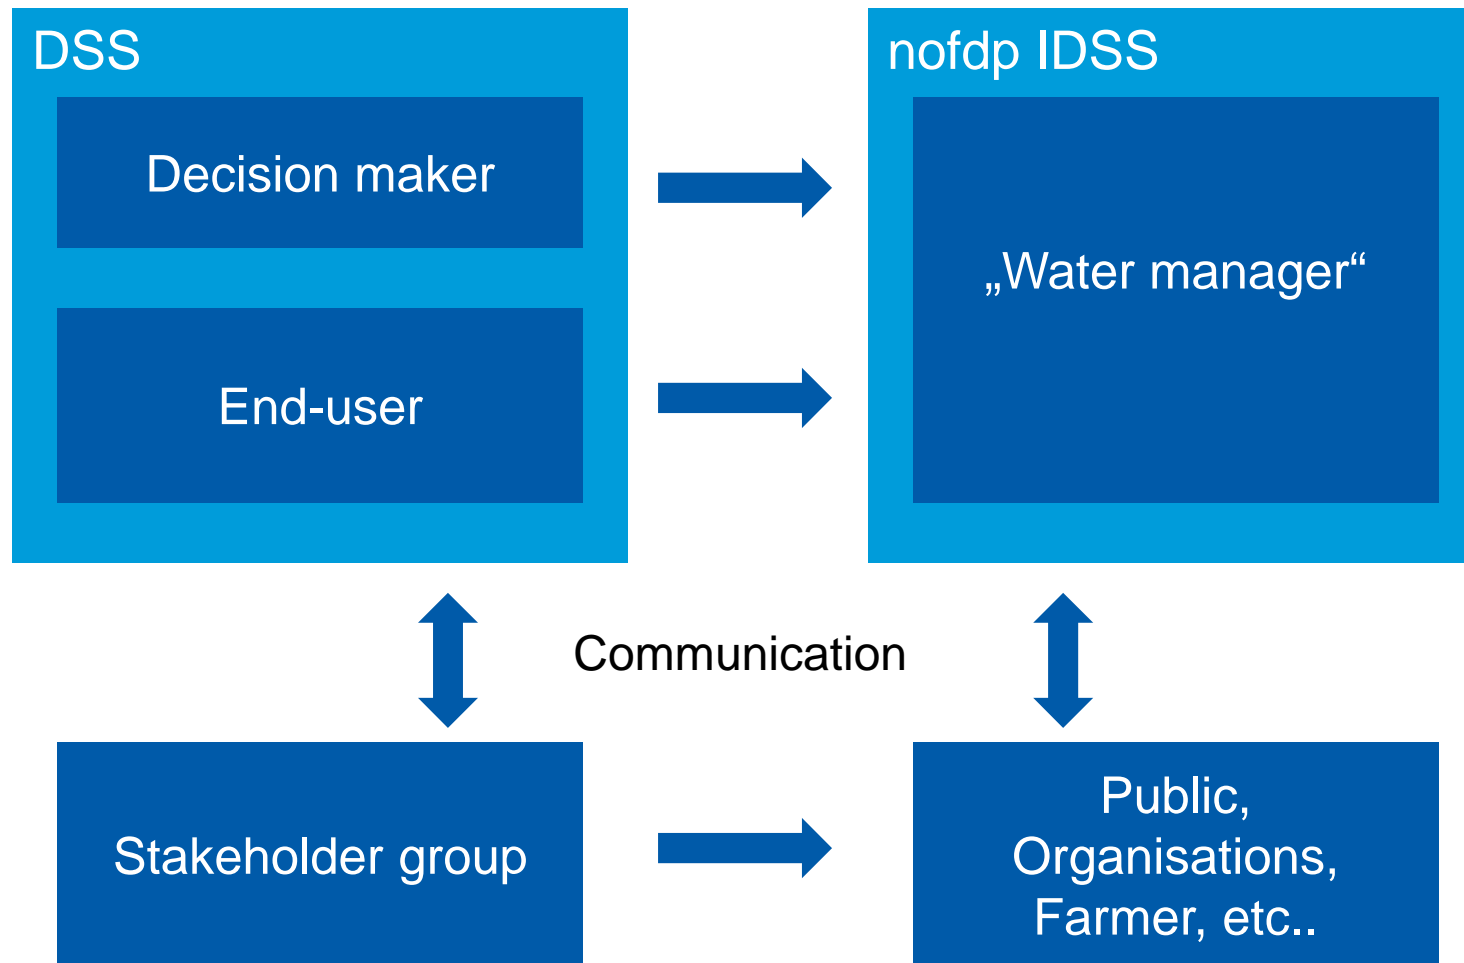 DSS
Decision maker
End-user
nofdp IDSS
„Water manager“
Communication
Stakeholder group
Public,
Organisations,
Farmer, etc..